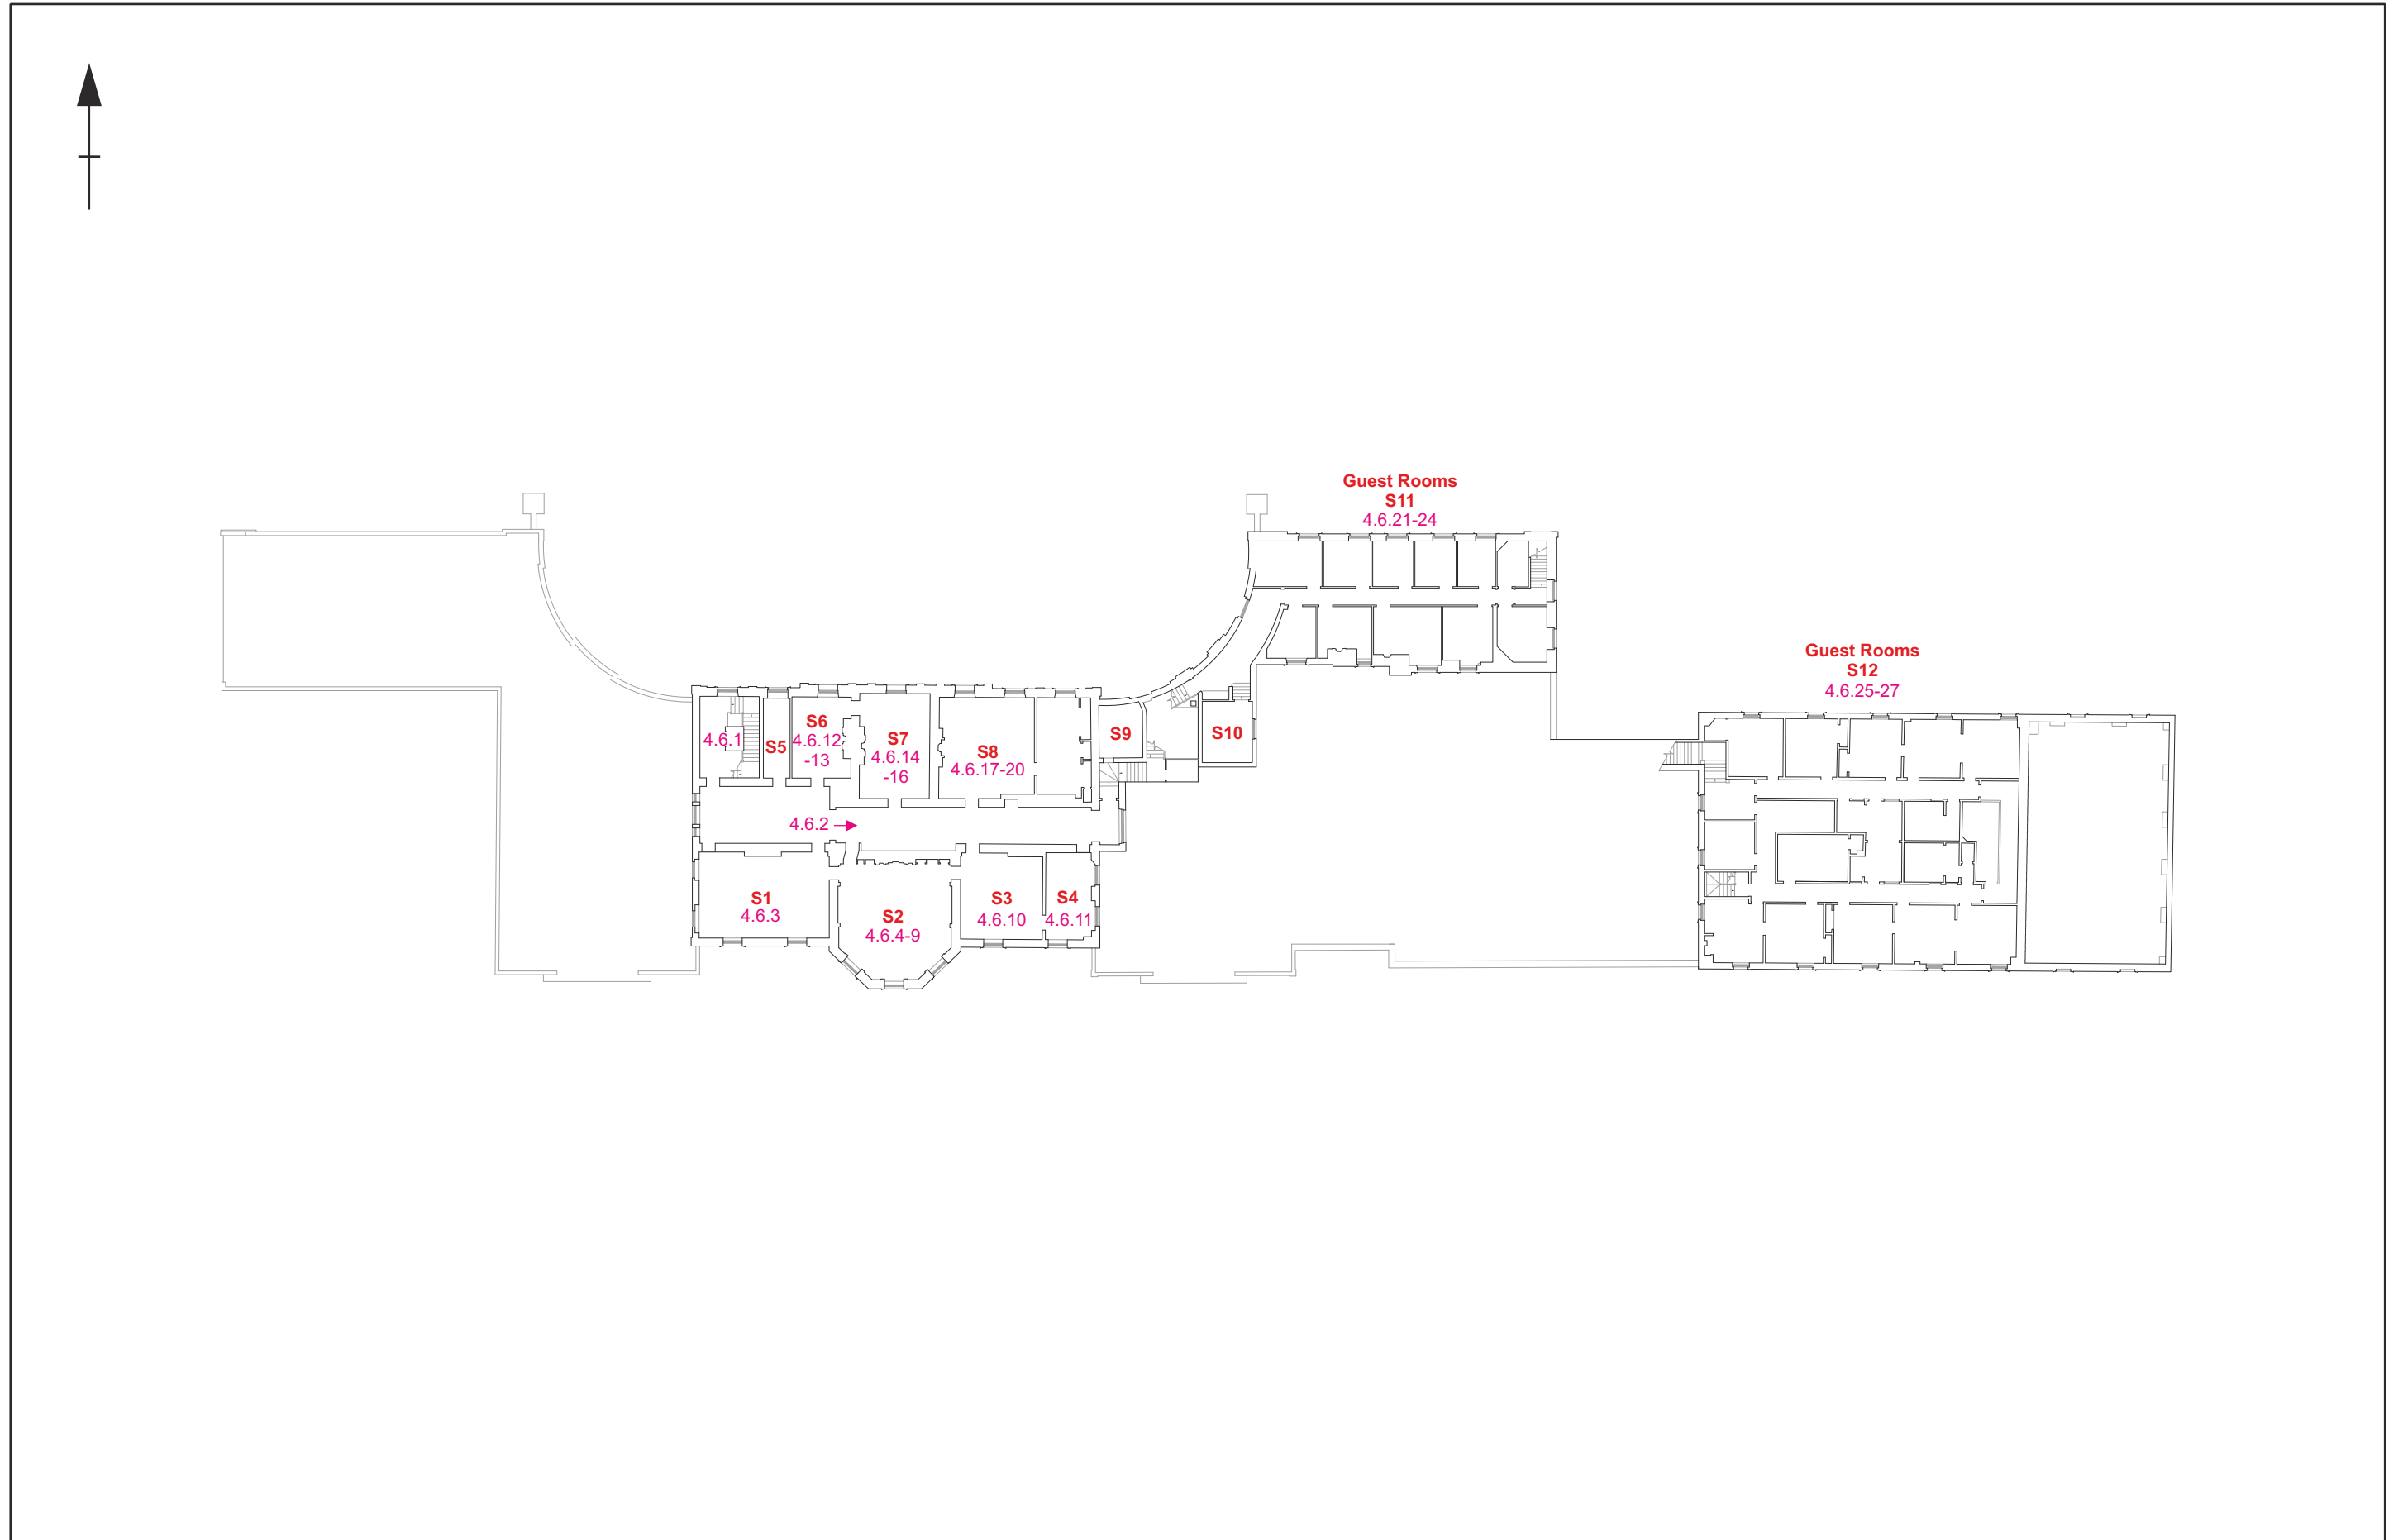 Guest Rooms
S11
4.6.21-24
Guest Rooms
S12
4.6.25-27
4.6.1
S5
S6
4.6.12
-13
S7
4.6.14
-16
S8
4.6.17-20
S9
S10
4.6.2
S1
4.6.3
S2
4.6.4-9
S3
4.6.10
S4
4.6.11